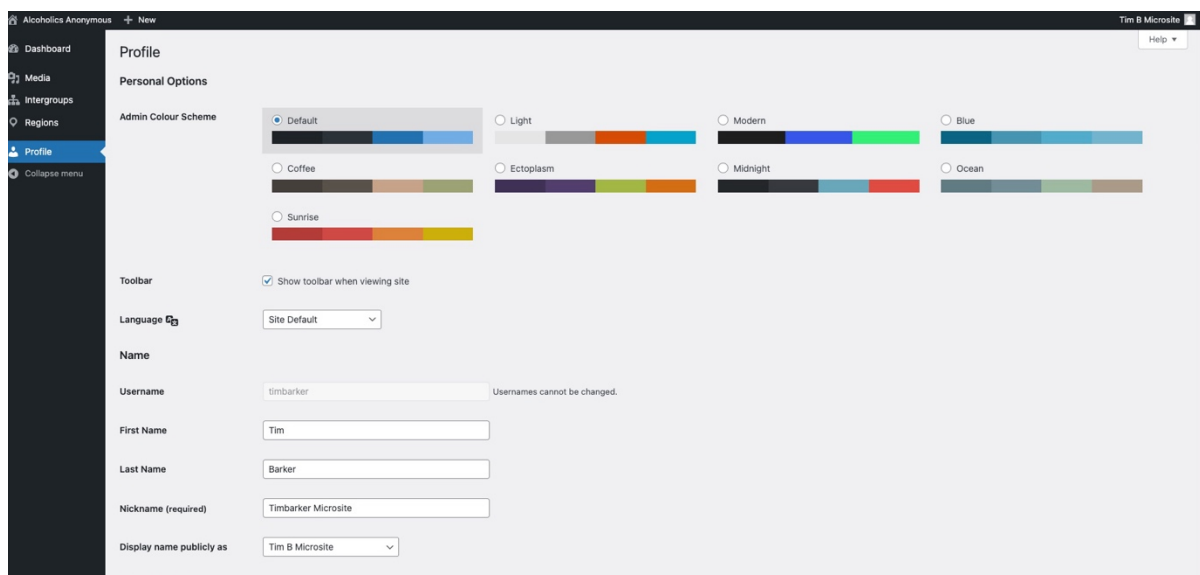 Alcoholics Anonymous + New Tim B Microsite
Help ▼
Dashboard
Media
Intergroups
Regions
Profile
Collapse menu
Profile
Personal Options
Admin Colour Scheme
Default Light Modern Blue
Coffee Ectoplasm Midnight Ocean
Sunrise
Toolbar Show toolbar when viewing site
Language Site Default
Name
Username timbarker Usernames cannot be changed.
First Name Tim
Last Name Barker
Nickname (required) Timbarker Microsite
Display name publicly as Tim B Microsite